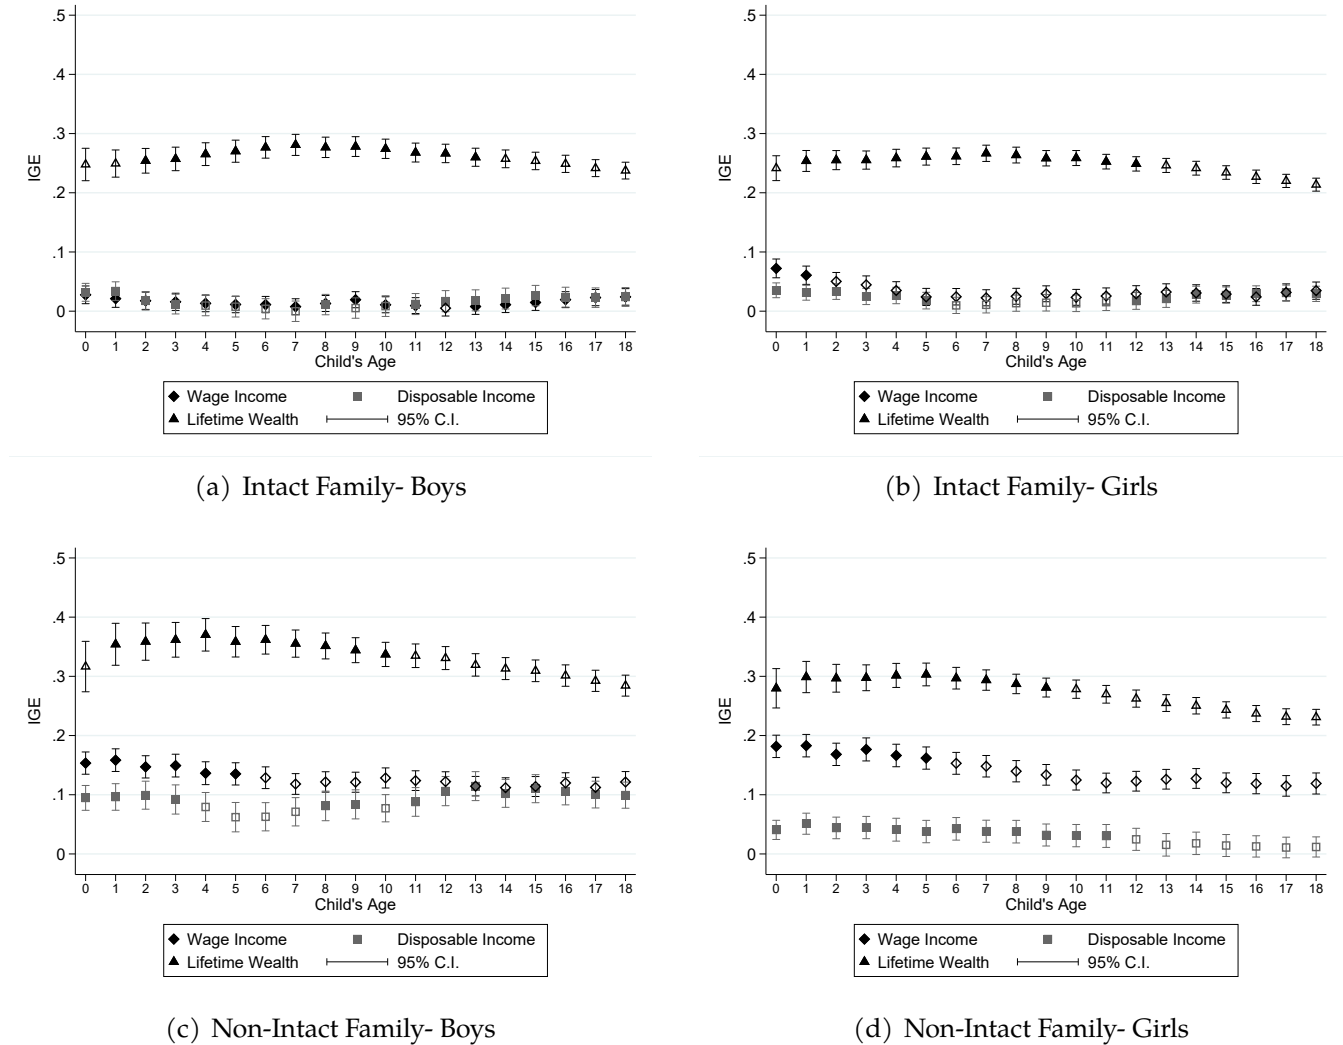 .5
.4
.3
.2
.1
0
IGE
0 1 2 3 4 5 6 7 8 9 10 11 12 13 14 15 16 17 18
Child's Age
Wage Income Disposable Income
Lifetime Wealth 95% C.I.
(a) Intact Family- Boys
.5
.4
.3
.2
.1
0
IGE
0 1 2 3 4 5 6 7 8 9 10 11 12 13 14 15 16 17 18
Child's Age
Wage Income Disposable Income
Lifetime Wealth 95% C.I.
(b) Intact Family- Girls
.5
.4
.3
.2
.1
0
IGE
0 1 2 3 4 5 6 7 8 9 10 11 12 13 14 15 16 17 18
Child's Age
Wage Income Disposable Income
Lifetime Wealth 95% C.I.
(c) Non-Intact Family- Boys
.5
.4
.3
.2
.1
0
IGE
0 1 2 3 4 5 6 7 8 9 10 11 12 13 14 15 16 17 18
Child's Age
Wage Income Disposable Income
Lifetime Wealth 95% C.I.
(d) Non-Intact Family- Girls